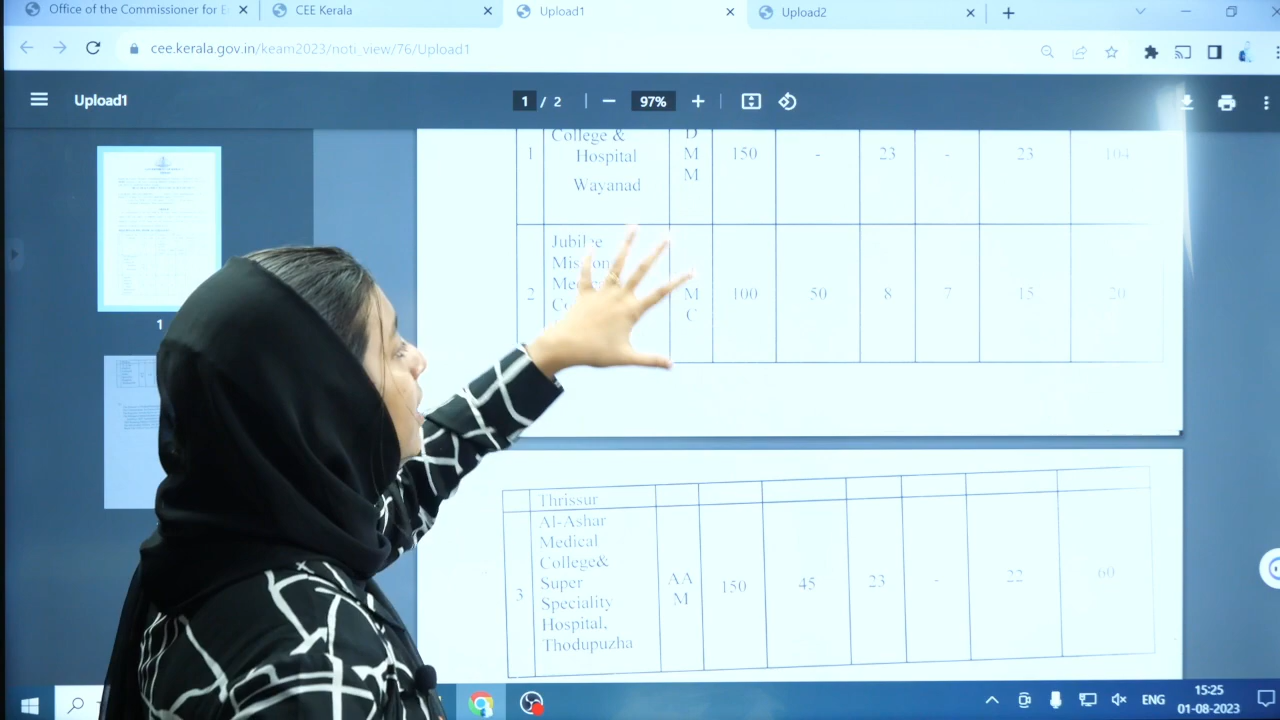 Office of the Commissioner for E
CEE Kerala
Upload1
Upload2
cee.kerala.gov.in/keam2023/noti_view/76/Upload1
Upload1
1 / 2
97%
1
College &
Hospital
Wayanad
D
M
M
150
-
23
-
23
104
2
Jubilee
Mission
M
C
100
50
8
7
15
20
1
Thrissur
3
Al-Ashar
Medical
College&
Super
Speciality
Hospital,
Thodupuzha
AA
M
150
45
23
-
22
60
ENG
15:25
01-08-2023